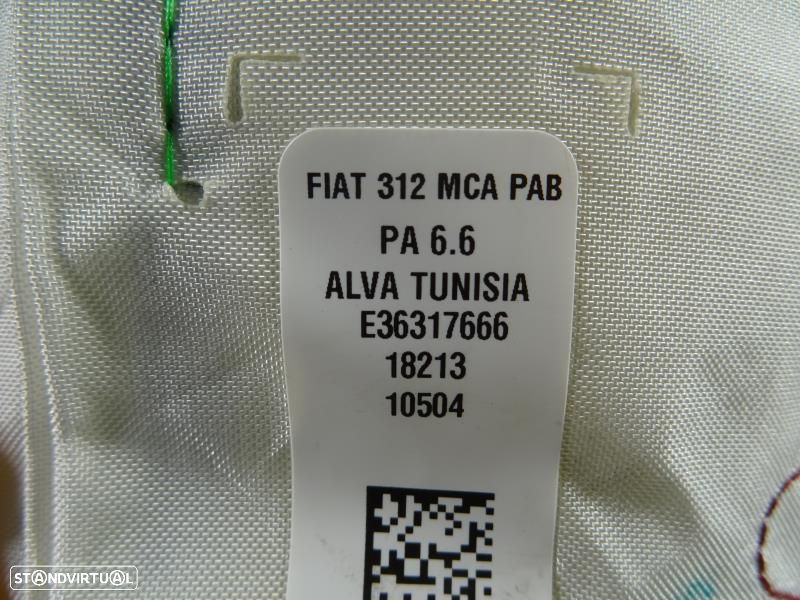 FIAT 312 MCA PAB
PA 6.6
ALVA TUNISIA
E36317666
18213
10504
STANDVIRTUAL